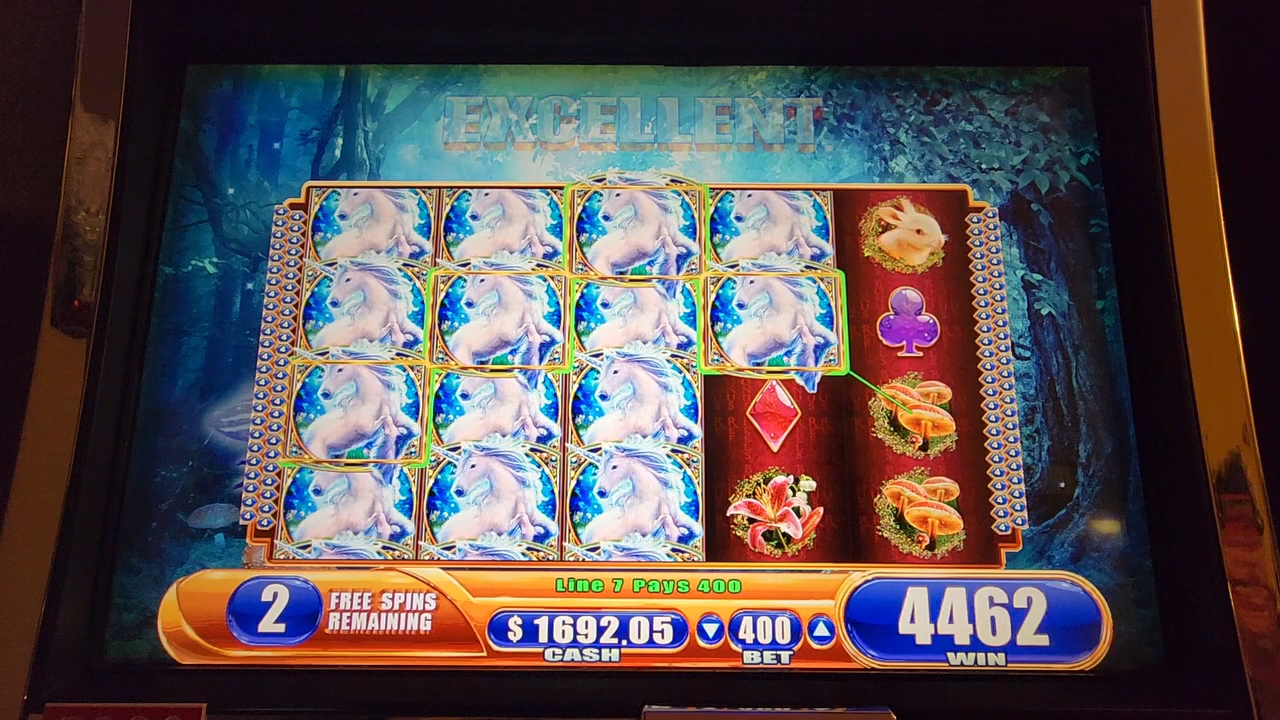 EXCELLENT
Line 7 Pays 400
2
FREE SPINS
REMAINING
$ 1692.05
CASH
400
BET
4462
WIN